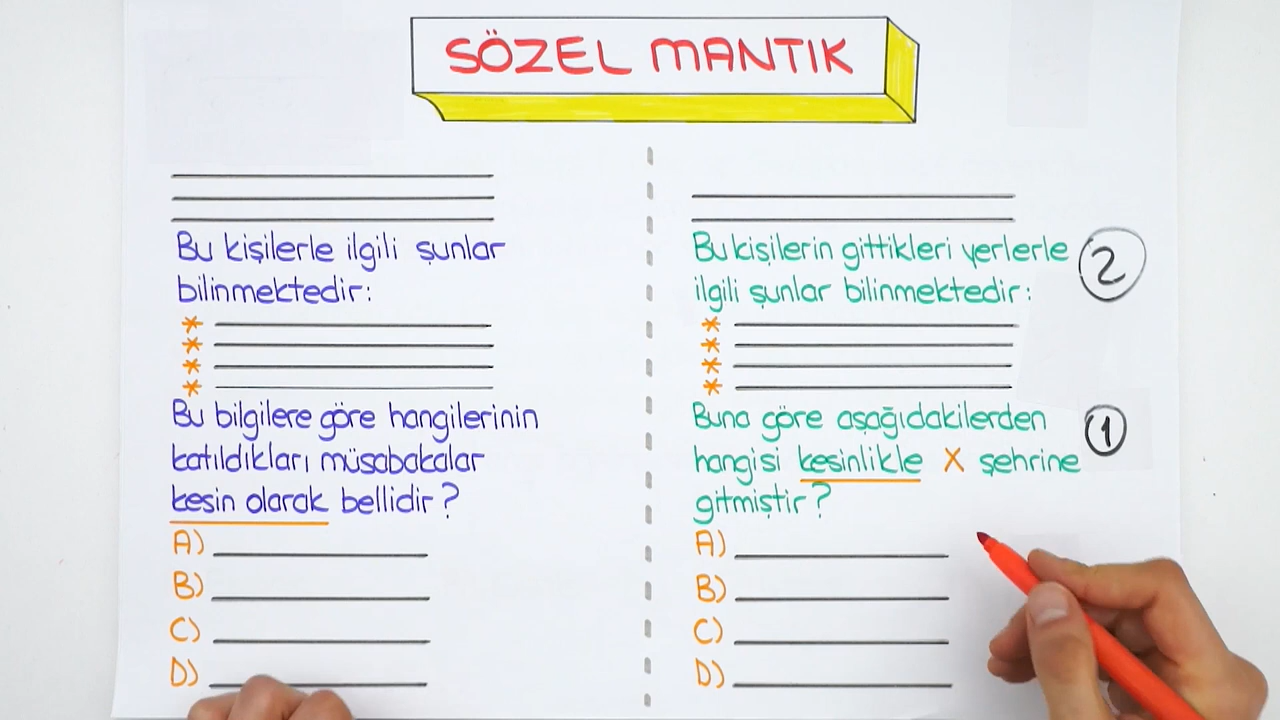 SÖZEL MANTIK
Bu kişilerle ilgili şunlar
bilinmektedir:
*
*
*
*
Bu bilgilere göre hangilerinin
katıldıkları müsabakalar
kesin olarak bellidir?
A)
B)
C)
D)
Bu kişilerin gittikleri yerlerle
ilgili şunlar bilinmektedir:
2
*
*
*
*
Buna göre aşağıdakilerden
1
hangisi kesinlikle X şehrine
gitmiştir?
A)
B)
C)
D)